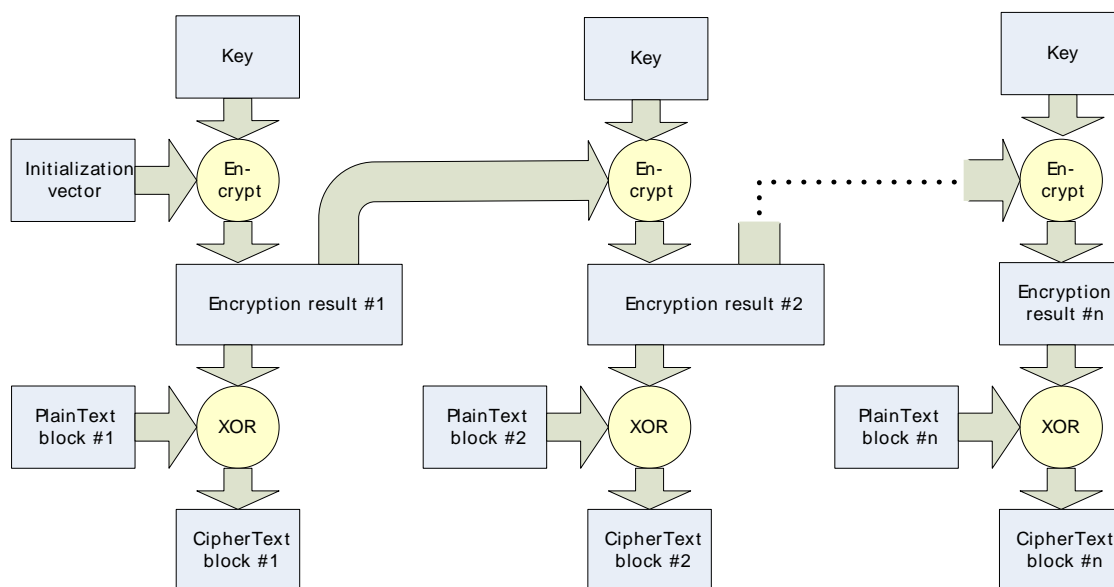 Key
Key
Key
Initialization
vector
En-
crypt
En-
crypt
En-
crypt
Encryption result #1
Encryption result #2
Encryption
result #n
PlainText
block #1
XOR
PlainText
block #2
XOR
PlainText
block #n
XOR
CipherText
block #1
CipherText
block #2
CipherText
block #n